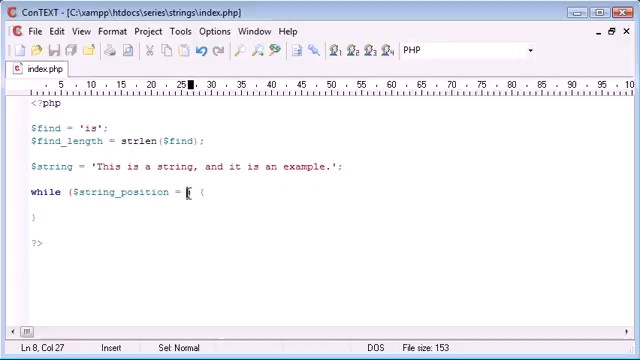 ConTEXT - [C:\xampp\htdocs\series\strings\index.php]
File Edit View Format Project Tools Options Window Help
PHP
index.php
5 10 15 20 25 30 35 40 45 50 55 60 65 70 75 80 85 90 95 10
<?php
$find = 'is';
$find_length = strlen($find);
$string = 'This is a string, and it is an example.';
while ($string_position = ) {
}
?>
Ln 8, Col 27 Insert Sel: Normal DOS File size: 153